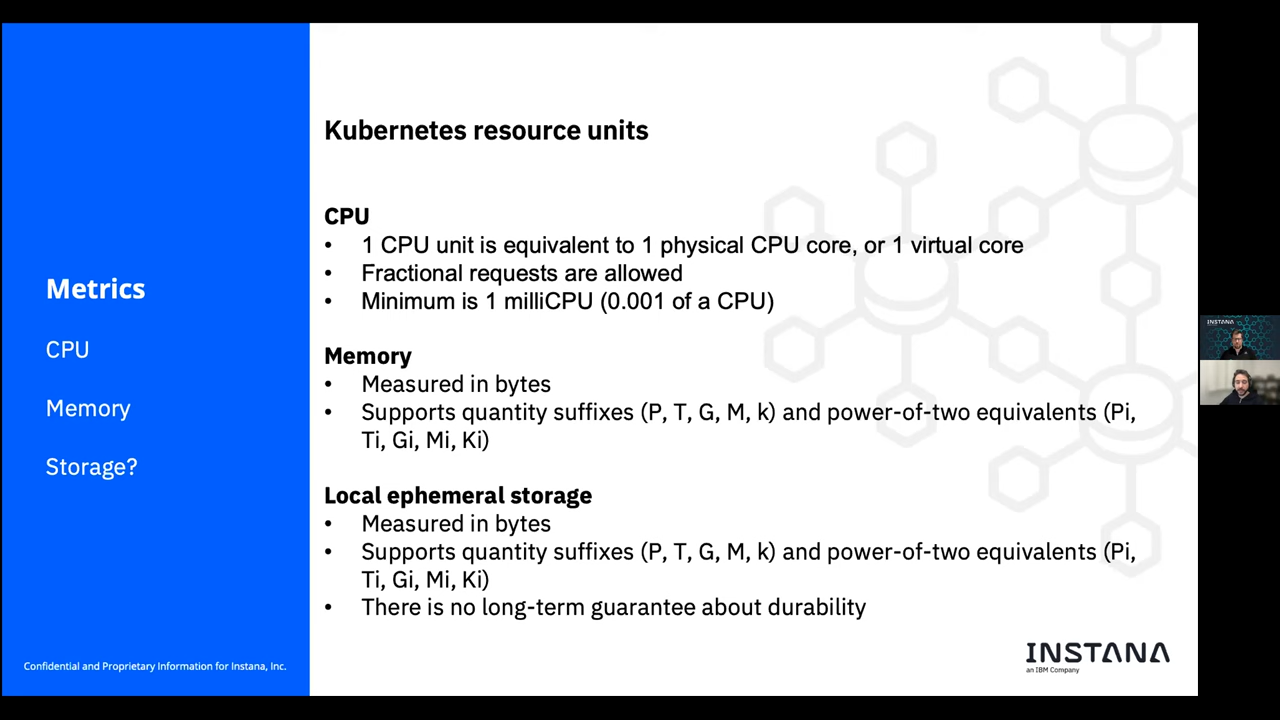 Metrics
CPU
Memory
Storage?
Confidential and Proprietary Information for Instana, Inc.
Kubernetes resource units
CPU
• 1 CPU unit is equivalent to 1 physical CPU core, or 1 virtual core
• Fractional requests are allowed
• Minimum is 1 milliCPU (0.001 of a CPU)
Memory
• Measured in bytes
• Supports quantity suffixes (P, T, G, M, k) and power-of-two equivalents (Pi,
Ti, Gi, Mi, Ki)
Local ephemeral storage
• Measured in bytes
• Supports quantity suffixes (P, T, G, M, k) and power-of-two equivalents (Pi,
Ti, Gi, Mi, Ki)
• There is no long-term guarantee about durability
INSTANA
an IBM Company
INSTANA